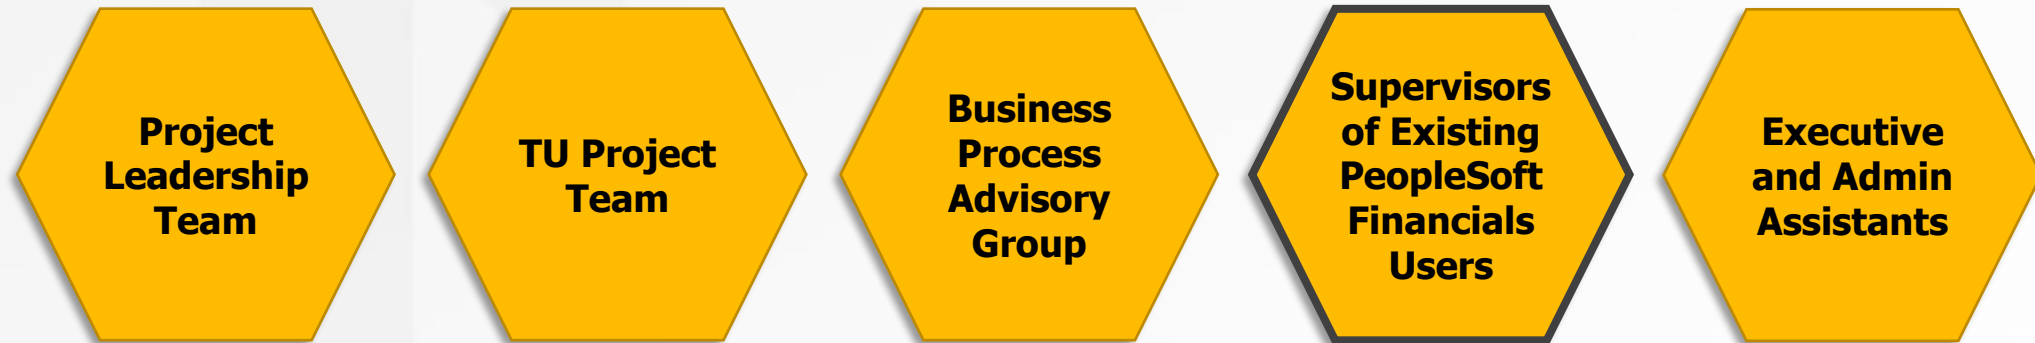 Project
Leadership
Team
TU Project
Team
Business
Process
Advisory
Group
Supervisors
of Existing
PeopleSoft
Financials
Users
Executive
and Admin
Assistants